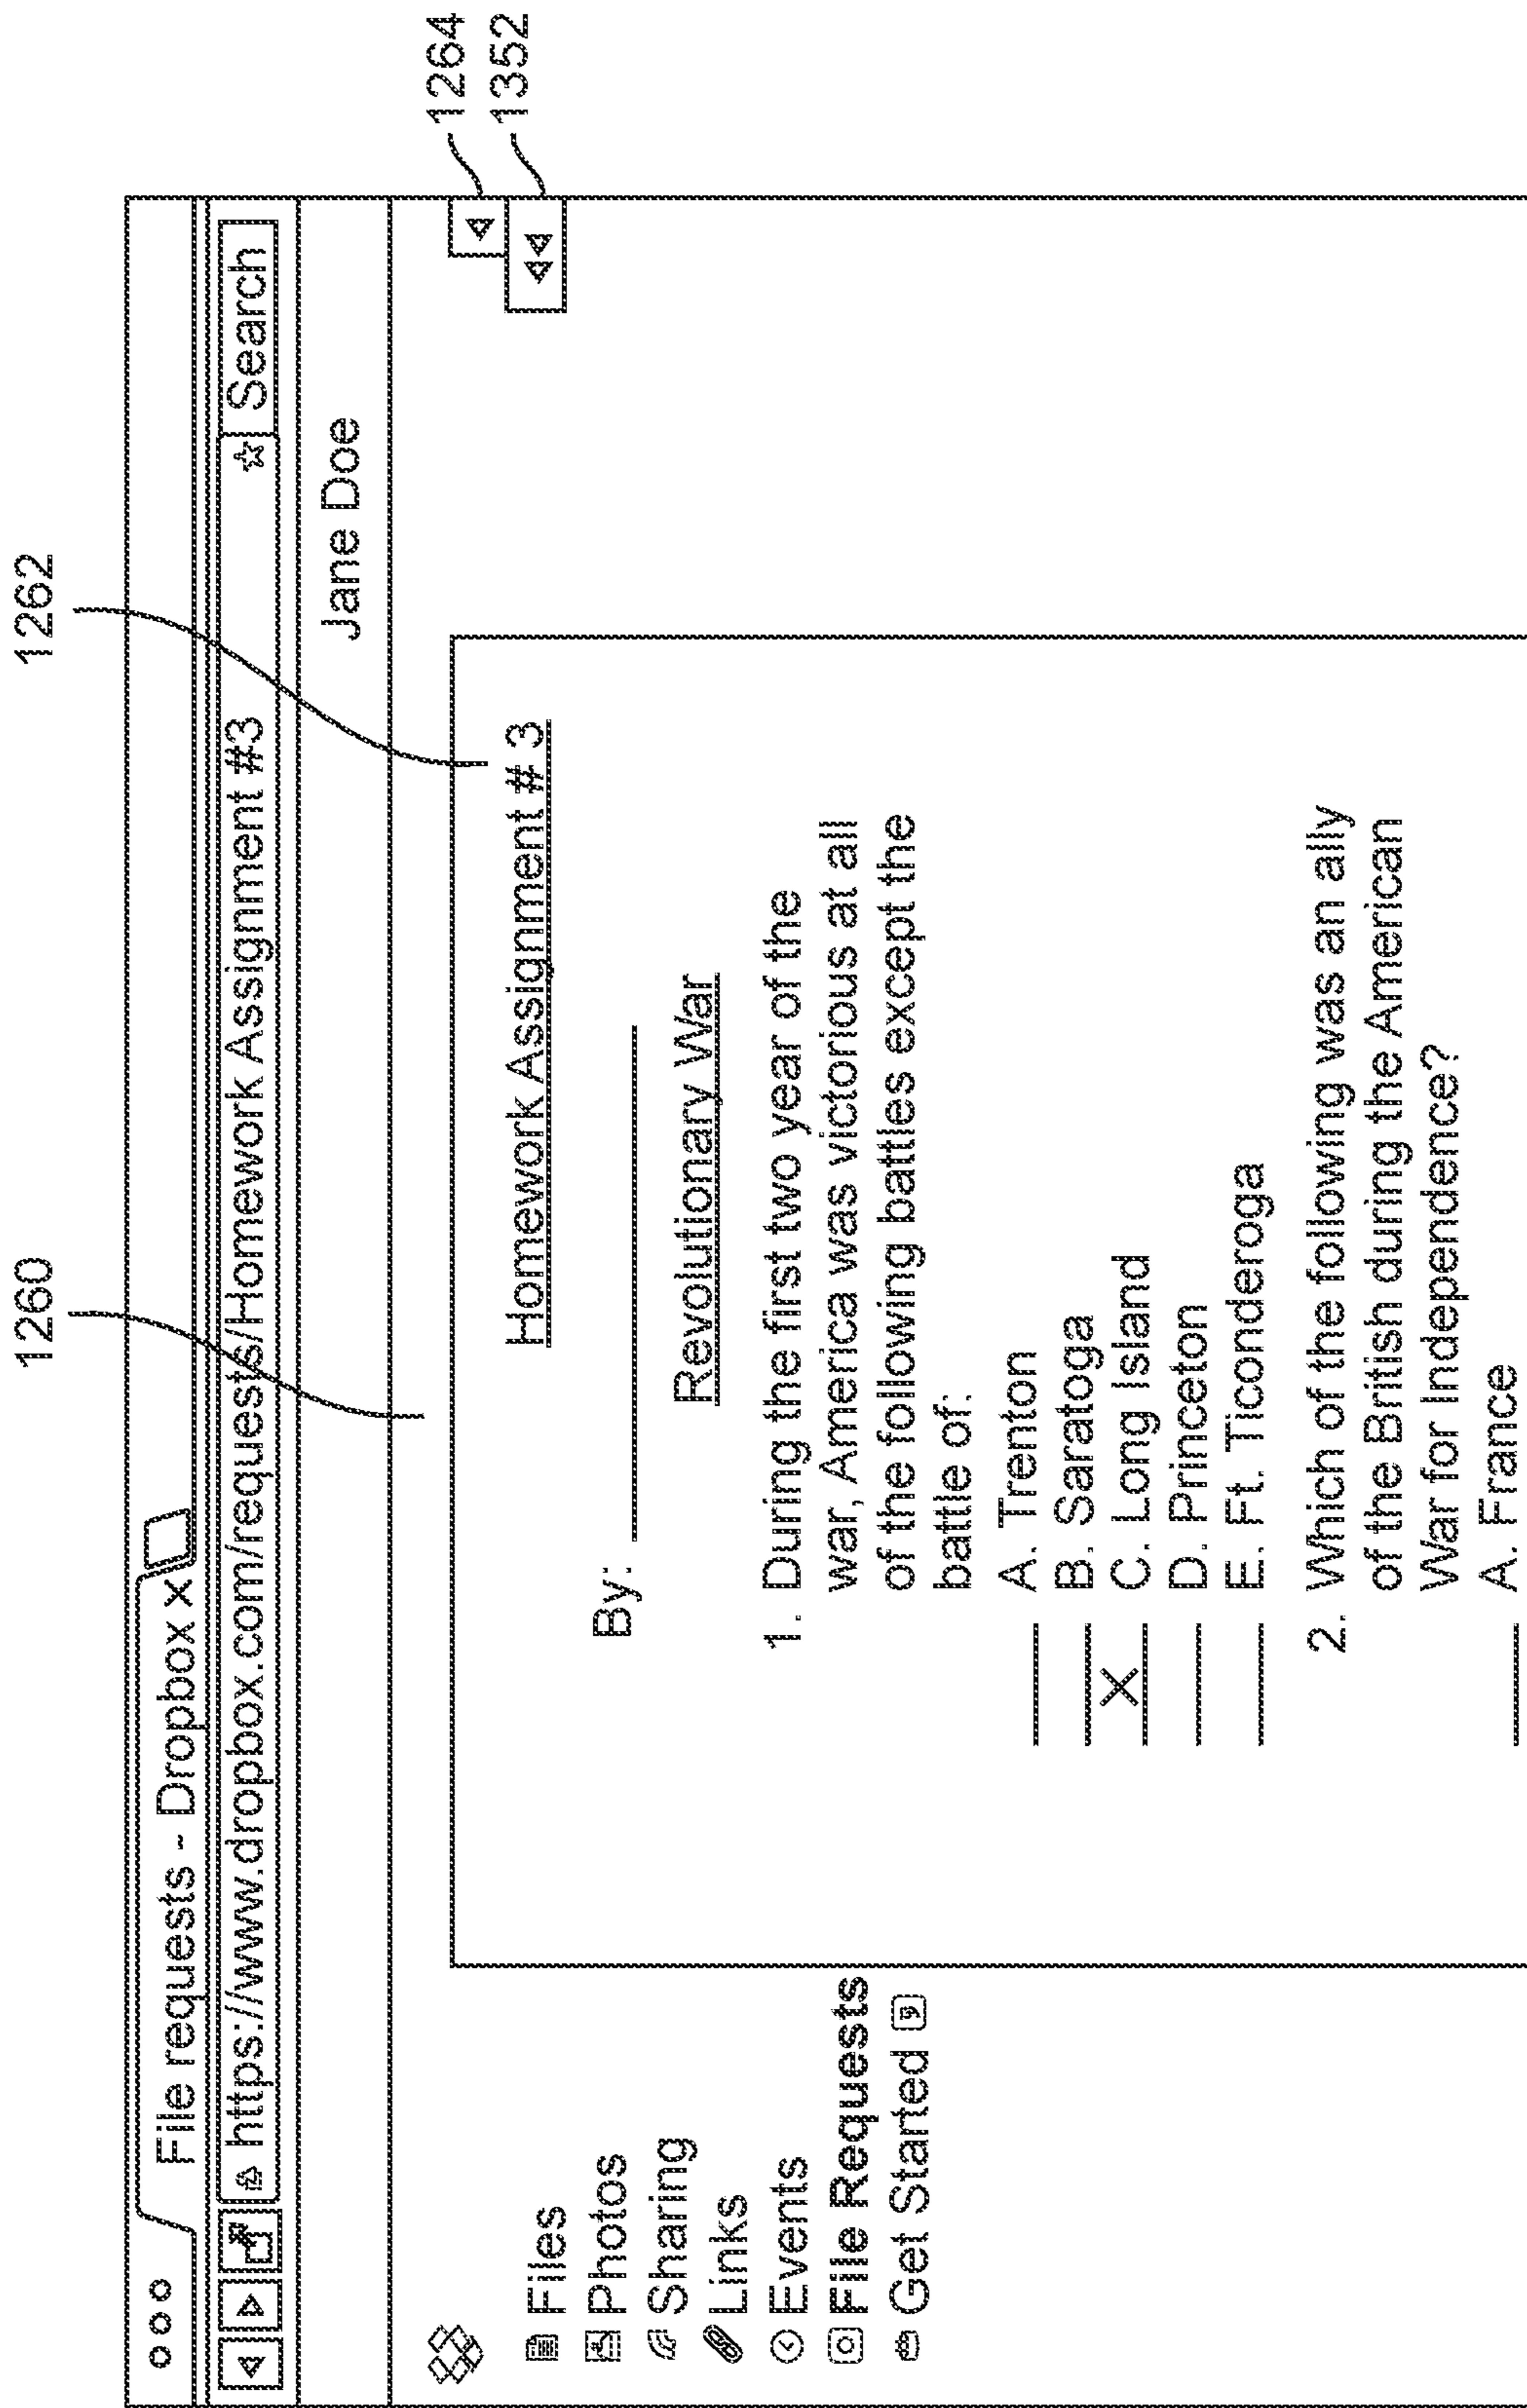 1260
1262
File requests - Dropbox x
https://www.dropbox.com/requests/Homework Assignment #3
Search
Jane Doe
1264
1352
Files
Photos
Sharing
Links
Events
File Requests
Get Started
Homework Assignment # 3
By:
Revolutionary War
1. During the first two year of the
war, America was victorious at all
of the following battles except the
battle of:
A. Trenton
B. Saratoga
X C. Long Island
D. Princeton
E. Ft. Ticonderoga
2. Which of the following was an ally
of the British during the American
War for Independence?
A. France